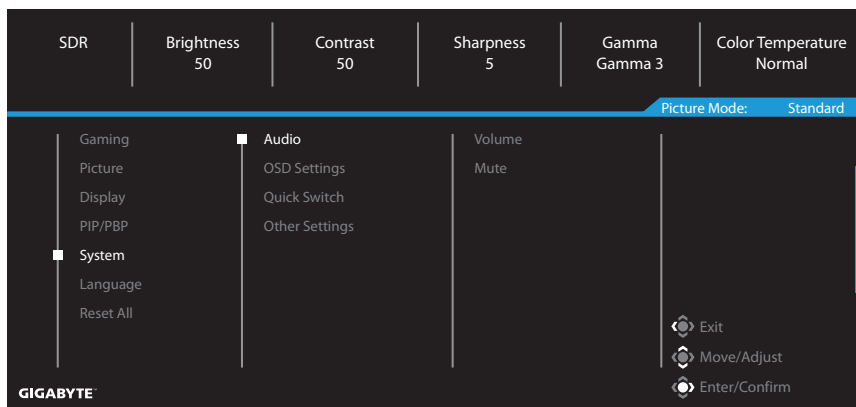 SDR
Brightness
50
Contrast
50
Sharpness
5
Gamma
Gamma 3
Color Temperature
Normal
Picture Mode: Standard
Gaming
Picture
Display
PIP/PBP
System
Language
Reset All
Audio
OSD Settings
Quick Switch
Other Settings
Volume
Mute
Exit
Move/Adjust
Enter/Confirm
GIGABYTE™